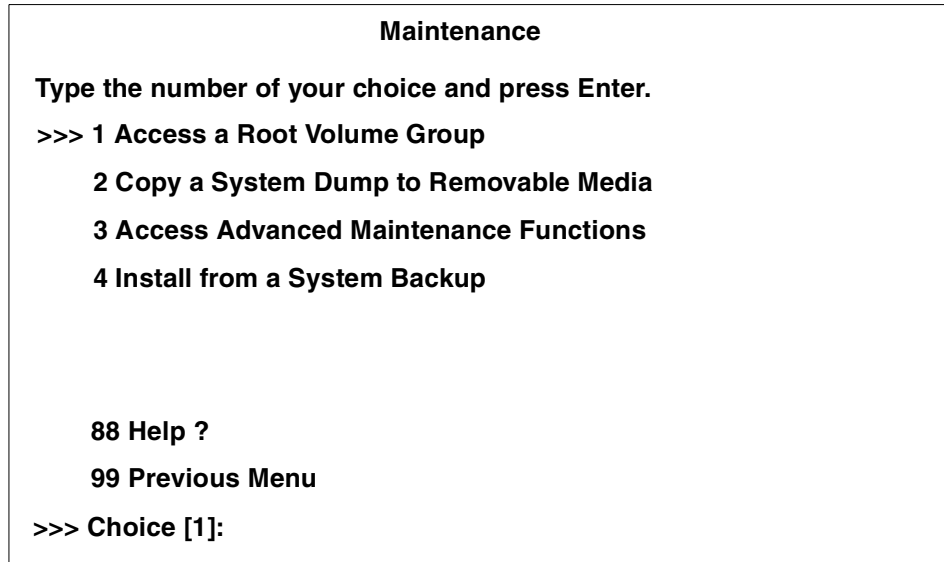 Maintenance
Type the number of your choice and press Enter.
>>> 1 Access a Root Volume Group
2 Copy a System Dump to Removable Media
3 Access Advanced Maintenance Functions
4 Install from a System Backup
88 Help ?
99 Previous Menu
>>> Choice [1]: